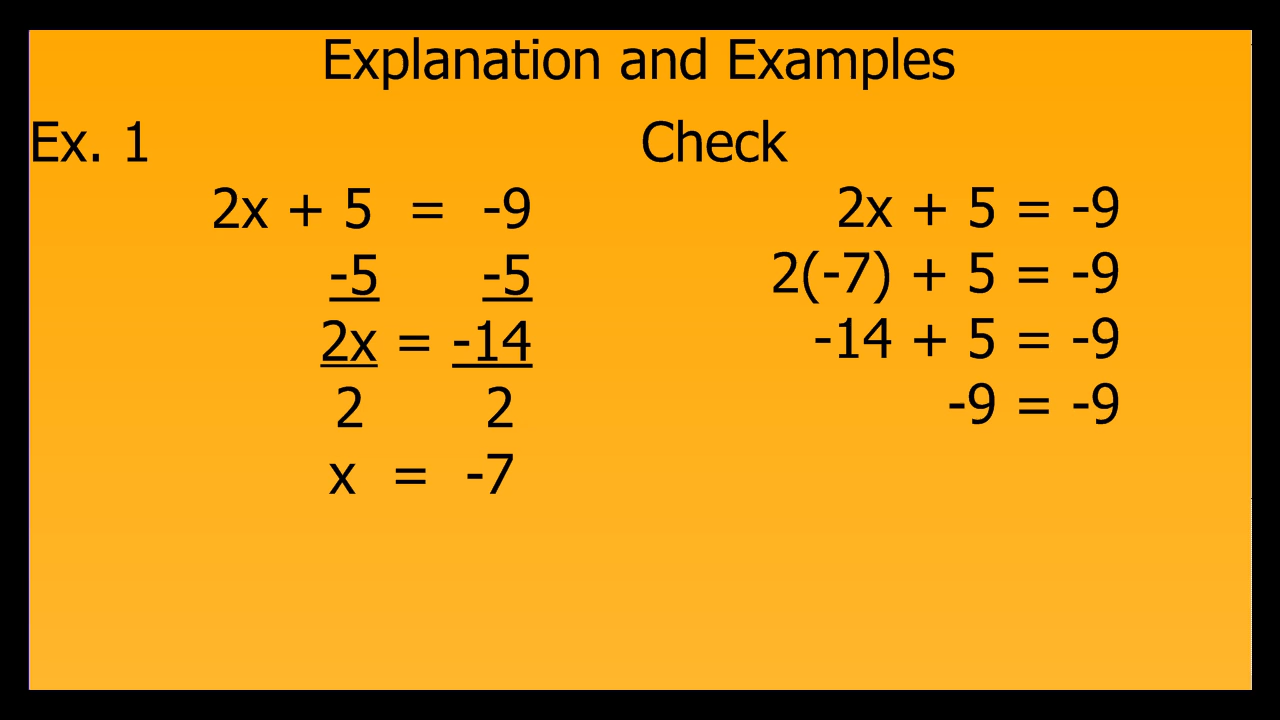 Explanation and Examples
Ex. 1
2x + 5 = -9
-5 -5
2x = -14
2 2
x = -7
Check
2x + 5 = -9
2(-7) + 5 = -9
-14 + 5 = -9
-9 = -9